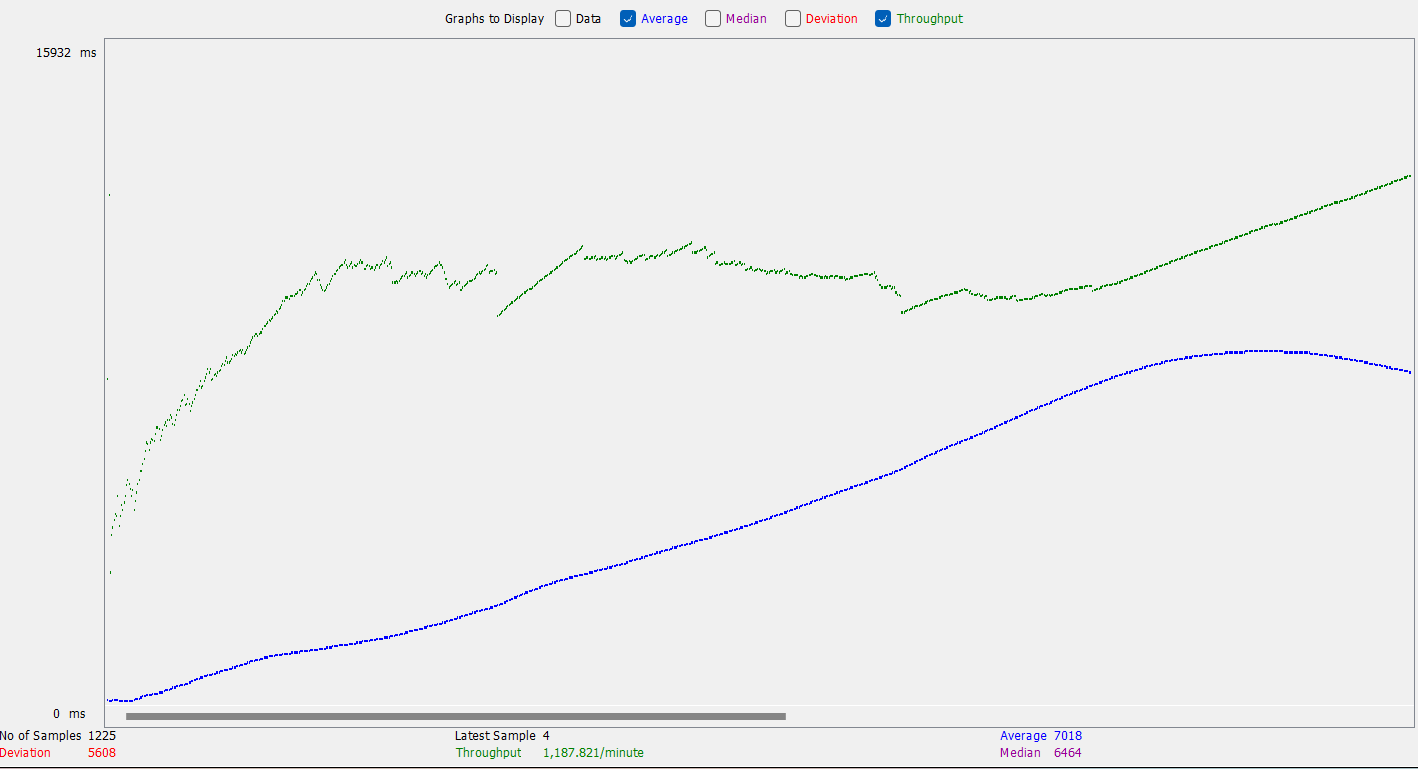 Graphs to Display Data Average Median Deviation Throughput
15932 ms
0 ms
No of Samples 1225 Latest Sample 4 Average 7018
Deviation 5608 Throughput 1,187.821/minute Median 6464